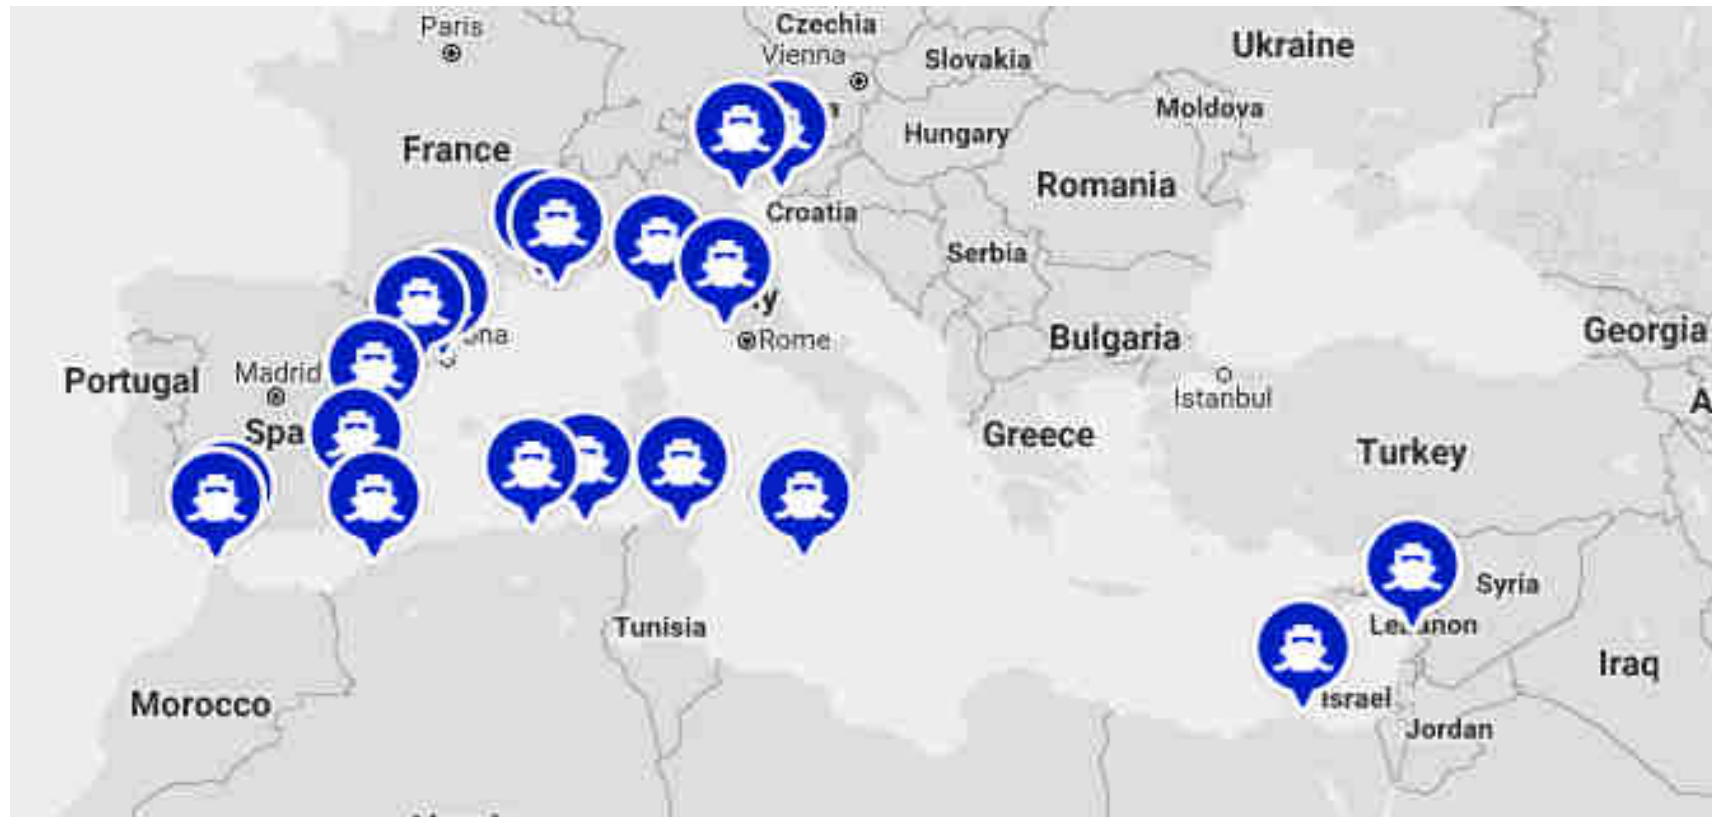 Paris
Czechia
Vienna
Slovakia
Ukraine
Moldova
Hungary
France
Romania
Croatia
Serbia
Rome
Bulgaria
Georgia
Portugal
Madrid
Istanbul
Spa
Greece
Turkey
Syria
Tunisia
Iraq
Morocco
Israel
Jordan